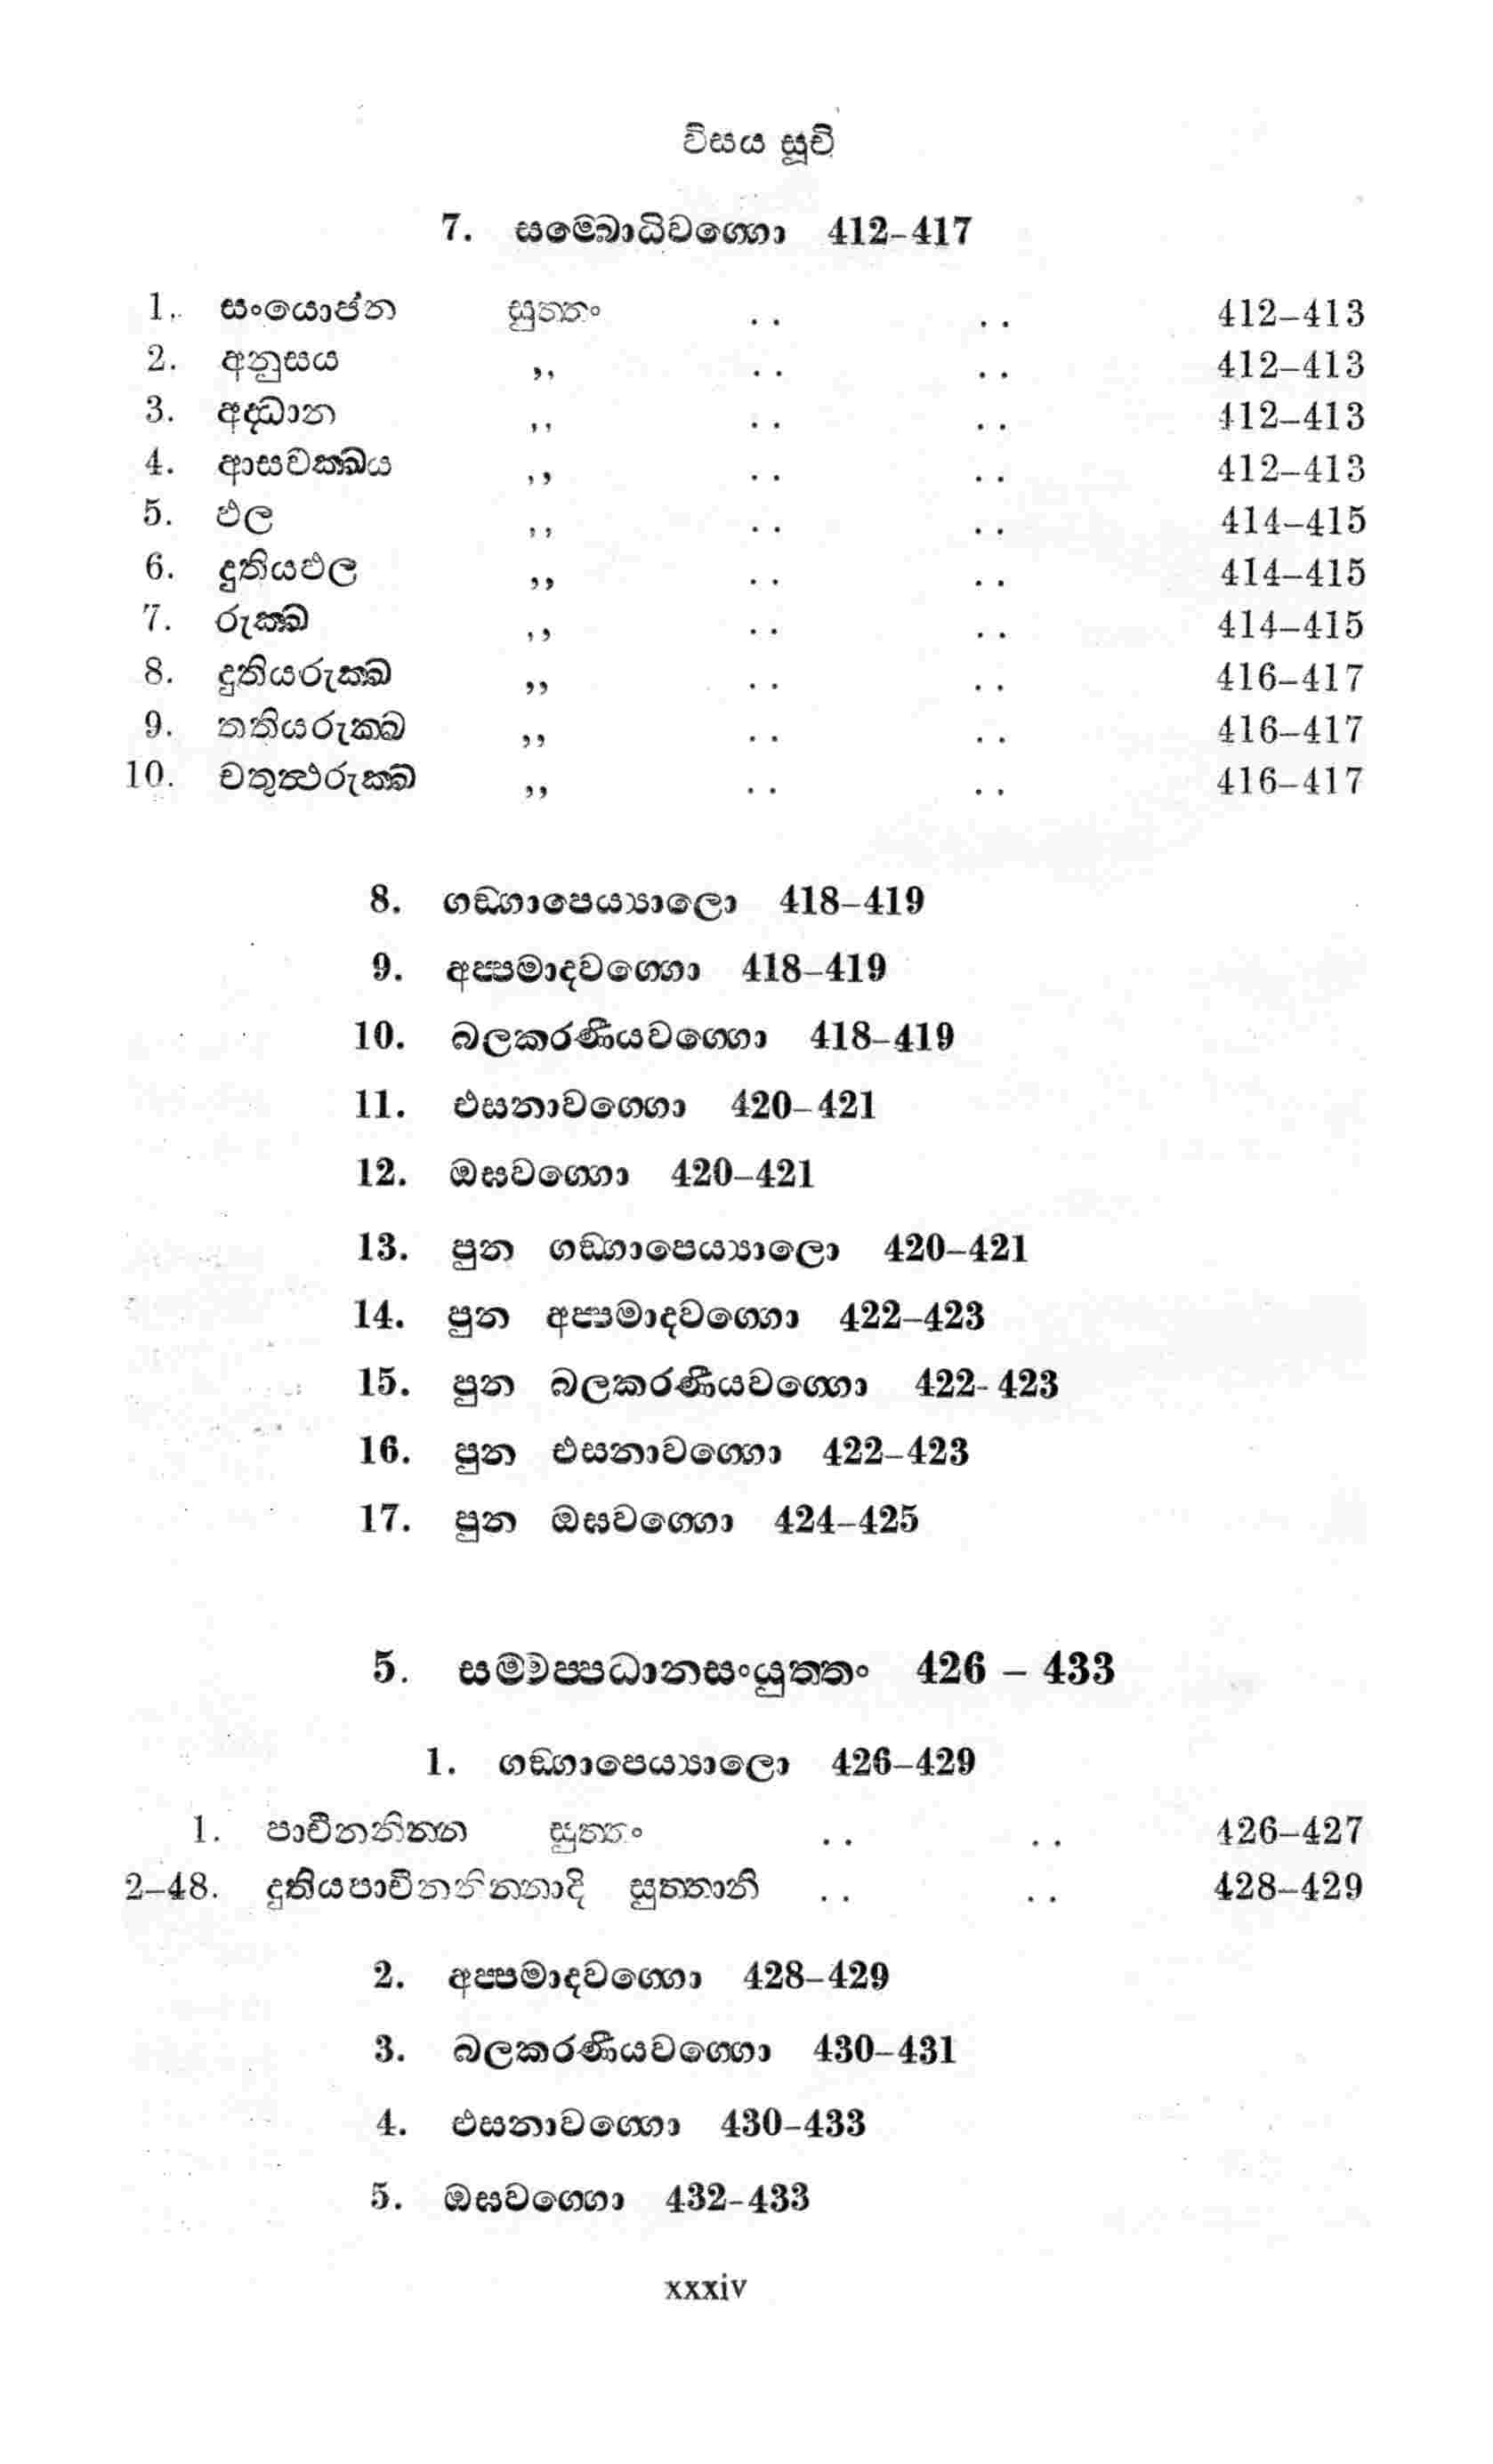 විසය සූචි
7. සම්බොධිවග්ගො 412–417
1. සංයොජන සුත්තං . . . . 412–413
2. අනුසය ,, . . . . 412–413
3. අද්ධාන ,, . . . . 412–413
4. ආසවක්ඛය ,, . . . . 412–413
5. ඵල ,, . . . . 414–415
6. දුතියඵල ,, . . . . 414–415
7. රුක්ඛ ,, . . . . 414–415
8. දුතියරුක්ඛ ,, . . . . 416–417
9. තතියරුක්ඛ ,, . . . . 416–417
10. චතුත්ථරුක්ඛ ,, . . . . 416–417
8. ගඞ්ගාපෙය්‍යාලො 418–419
9. අප්පමාදවග්ගො 418–419
10. බලකරණීයවග්ගො 418–419
11. එසනාවග්ගො 420–421
12. ඔඝවග්ගො 420–421
13. පුන ගඞ්ගාපෙය්‍යාලො 420–421
14. පුන අප්පමාදවග්ගො 422–423
15. පුන බලකරණීයවග්ගො 422-423
16. පුන එසනාවග්ගො 422–423
17. පුන ඔඝවග්ගො 424–425
5. සම්මප්පධානසංයුත්තං 426 – 433
1. ගඞ්ගාපෙය්‍යාලො 426–429
1. පාචීනනින්න සුත්තං . . . . 426–427
2–48. දුතියපාචීනනින්නාදි සුත්තානි . . . . 428–429
2. අප්පමාදවග්ගො 428–429
3. බලකරණීයවග්ගො 430–431
4. එසනාවග්ගො 430–433
5. ඔඝවග්ගො 432–433
xxxiv